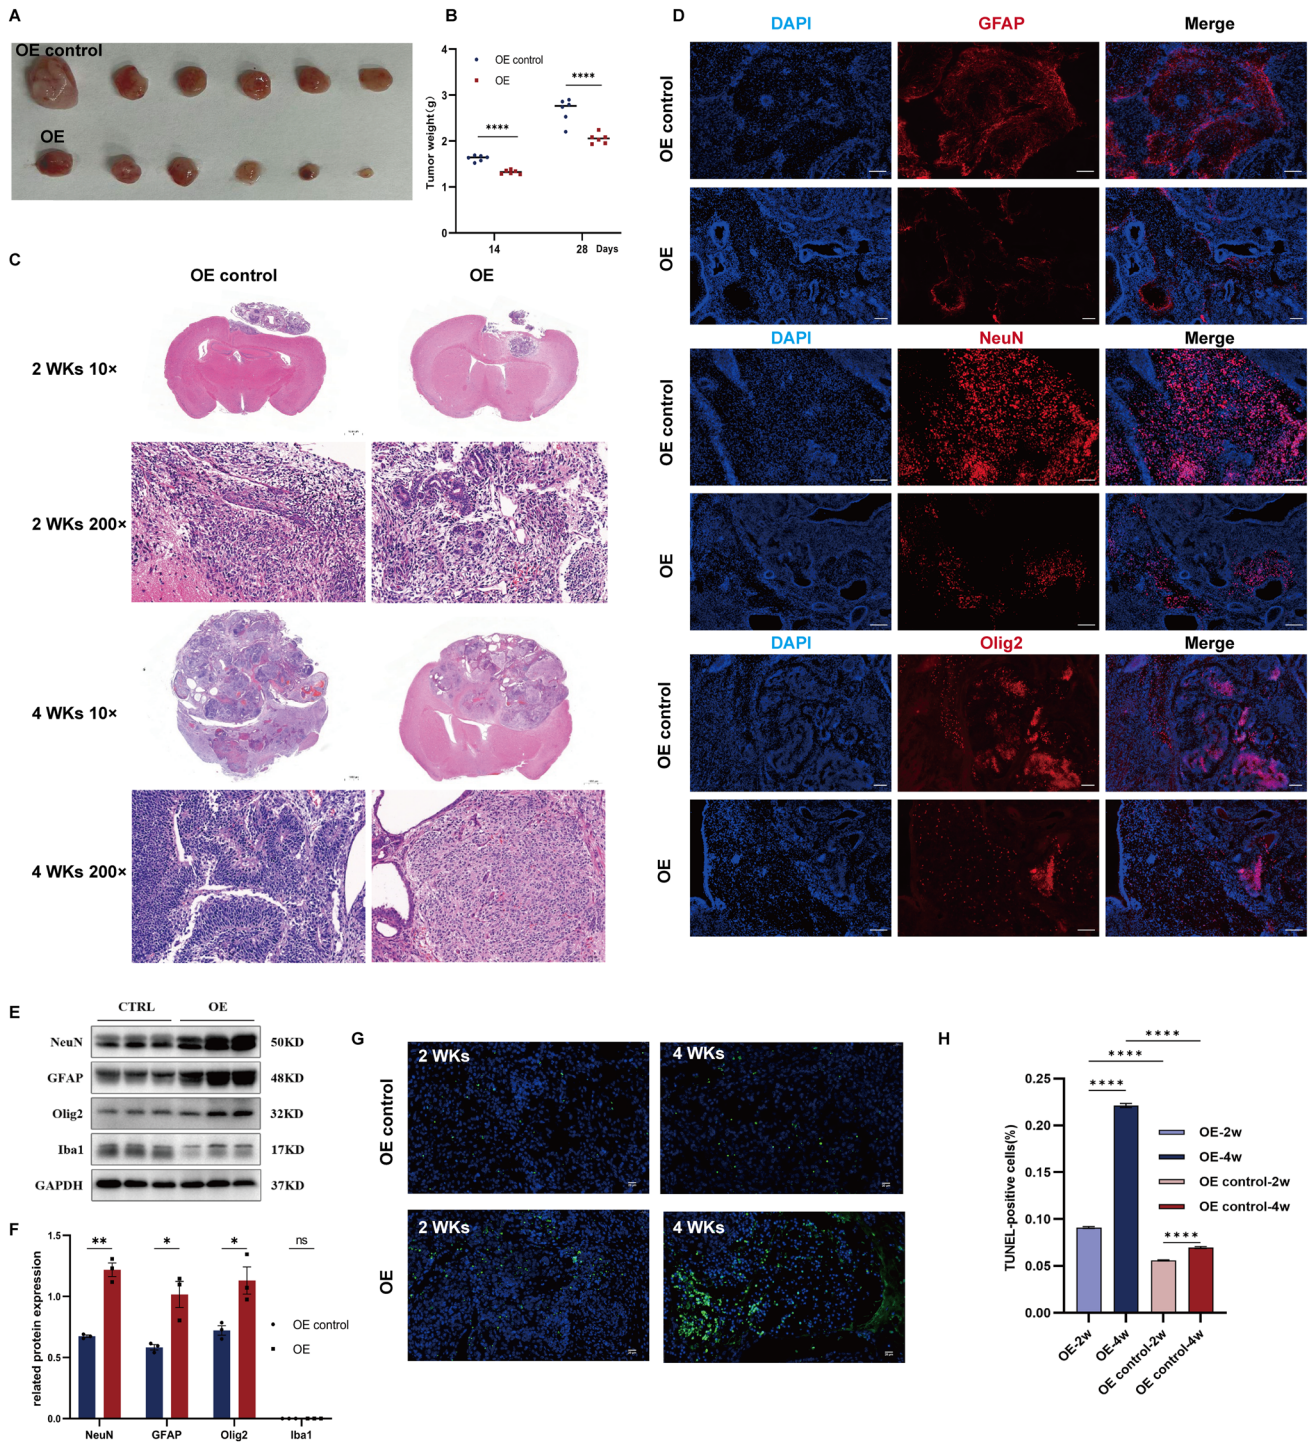 A
OE control
OE
B
4
3
2
1
0
Tumor weight(g)
OE control
OE
****
****
14
28
Days
C
OE control
OE
2 WKs 10×
2 WKs 200×
4 WKs 10×
4 WKs 200×
D
DAPI
GFAP
Merge
OE control
OE
DAPI
NeuN
Merge
OE control
OE
DAPI
Olig2
Merge
OE control
OE
E
CTRL
OE
NeuN
50KD
GFAP
48KD
Olig2
32KD
Iba1
17KD
GAPDH
37KD
F
1.5
1.0
0.5
0.0
related protein expression
**
*
*
ns
OE control
OE
NeuN
GFAP
Olig2
Iba1
G
2 WKs
4 WKs
OE control
2 WKs
4 WKs
OE
H
****
****
****
****
0.25
0.20
0.15
0.10
0.05
0.00
TUNEL-positive cells(%)
OE-2w
OE-4w
OE control-2w
OE control-4w
OE-2w
OE-4w
OE control-2w
OE control-4w